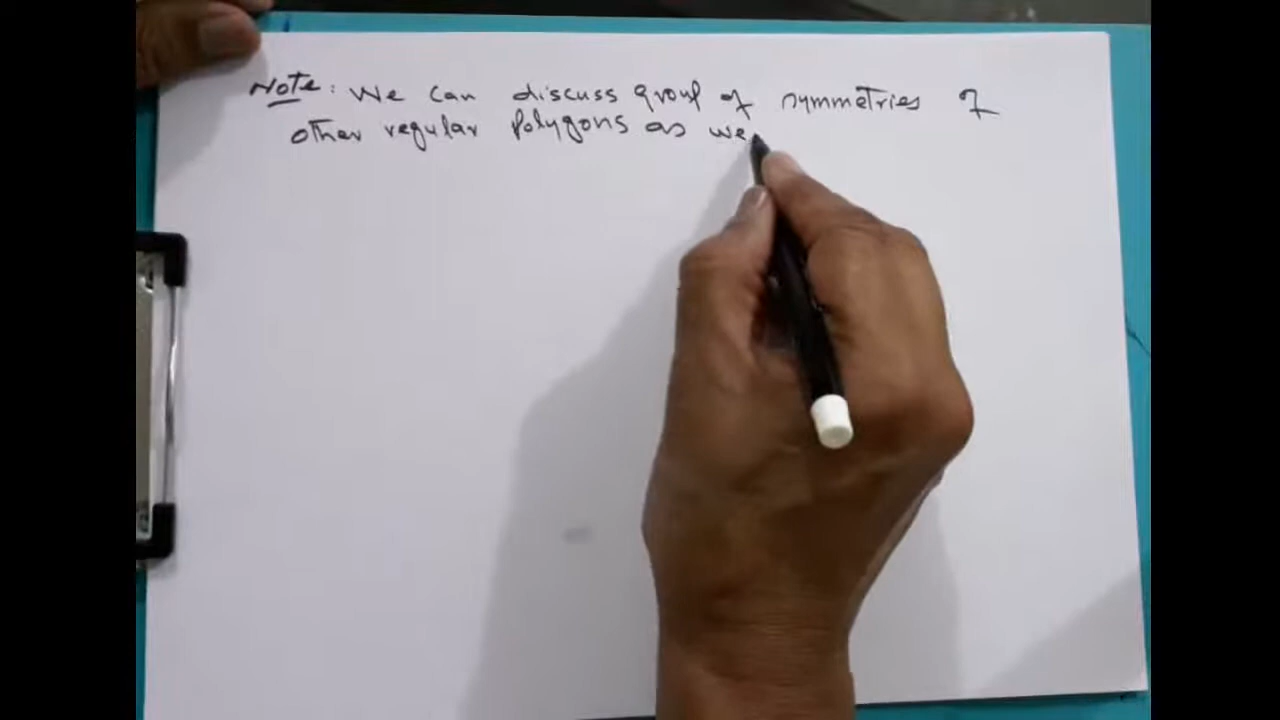 Note: We can discuss group of symmetries of
other regular polygons as we